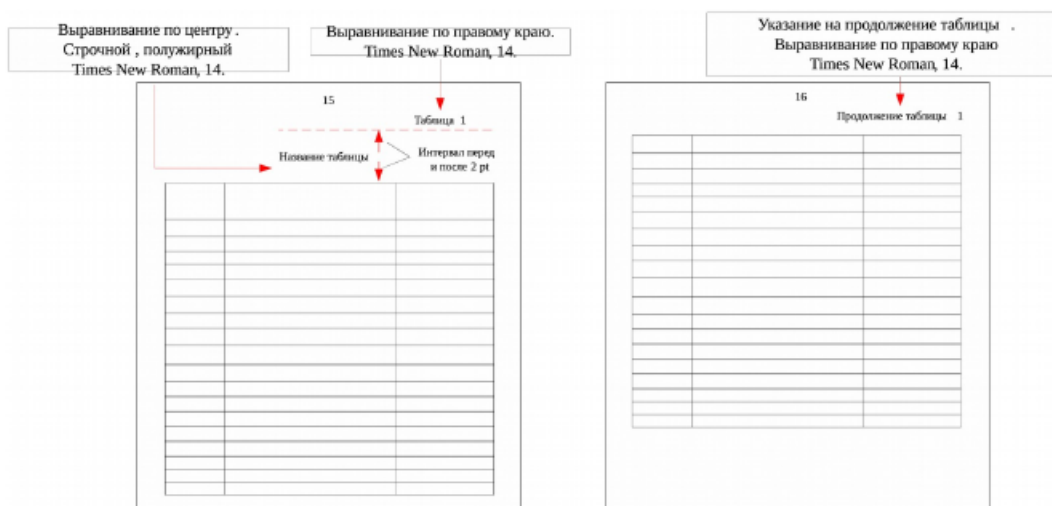 Выравнивание по центру .
Строчной , полужирный
Times New Roman, 14.
Выравнивание по правому краю.
Times New Roman, 14.
Указание на продолжение таблицы .
Выравнивание по правому краю
Times New Roman, 14.
15
Таблица 1
Название таблицы
Интервал перед
и после 2 pt
16
Продолжение таблицы 1